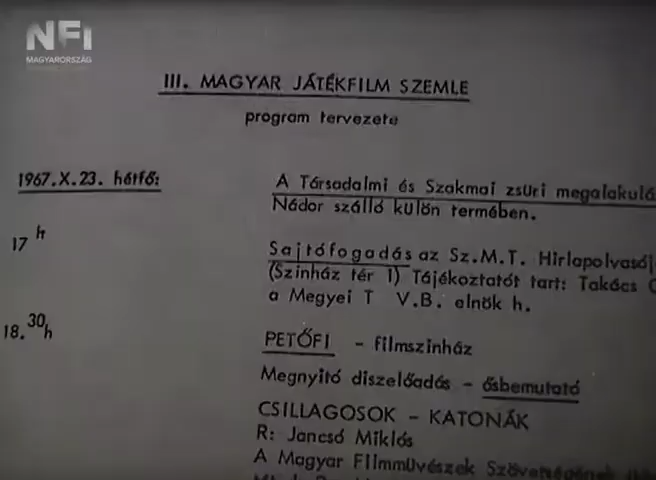 NFI
MAGYARORSZÁG
III. MAGYAR JÁTÉKFILM SZEMLE
program tervezete
1967.X.23. hétfő:
A Társadalmi és Szakmai zsűri megalakulá
Nádor szálló külön termében.
17 h
Sajtófogadás az Sz.M.T. Hirlapolvasój
(Szinház tér 1) Tájékoztatót tart: Takács
a Megyei T V.B. elnök h.
18.30h
PETŐFI - filmszinház
Megnyitó diszelőadás - ősbemutató
CSILLAGOSOK - KATONÁK
R: Jancsó Miklós
A Magyar Filmművészek Szövetségének